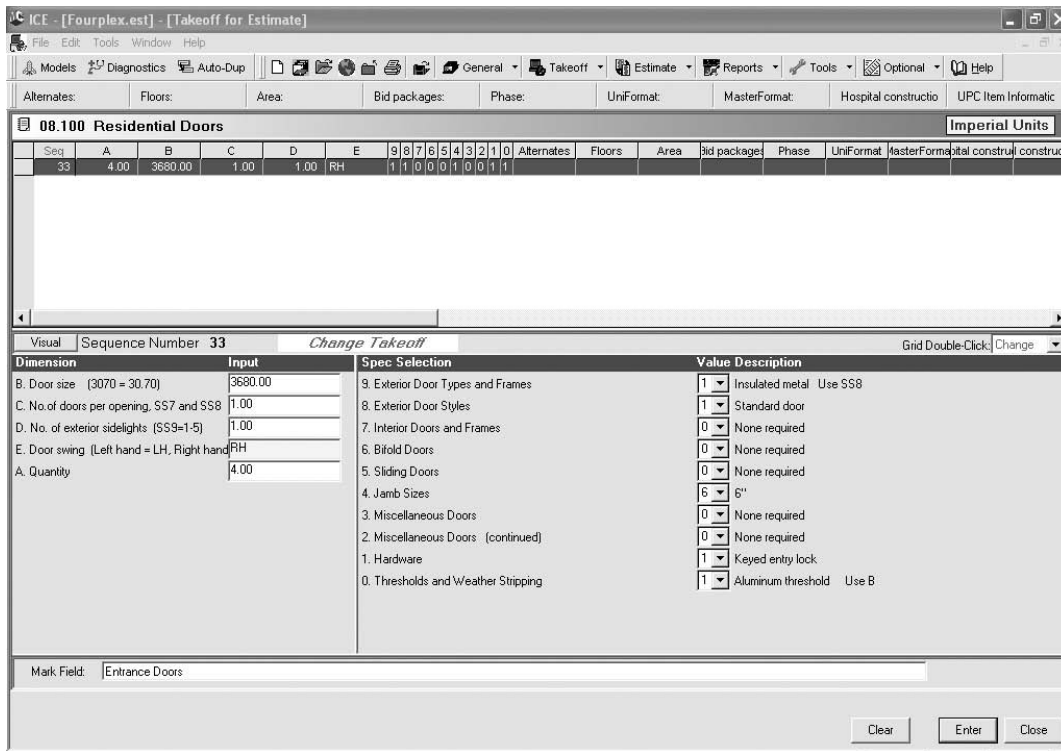 ICE - [Fourplex.est] - [Takeoff for Estimate]
File Edit Tools Window Help
Models Diagnostics Auto-Dup General Takeoff Estimate Reports Tools Optional Help
Alternates: Floors: Area: Bid packages: Phase: UniFormat: MasterFormat: Hospital constructio UPC Item Informatic
08.100 Residential Doors Imperial Units
Seq A B C D E 9 8 7 6 5 4 3 2 1 0 Alternates Floors Area Bid packages Phase UniFormat MasterForma pital constru l construc
33 4.00 3680.00 1.00 1.00 RH 1 1 0 0 0 1 0 0 1 1
Visual Sequence Number 33 Change Takeoff Grid Double-Click: Change
Dimension Input Spec Selection Value Description
B. Door size (3070 = 30.70) 3680.00 9. Exterior Door Types and Frames 1 Insulated metal Use SS8
C. No.of doors per opening, SS7 and SS8 1.00 8. Exterior Door Styles 1 Standard door
D. No. of exterior sidelights (SS9=1-5) 1.00 7. Interior Doors and Frames 0 None required
E. Door swing (Left hand = LH, Right hand RH 6. Bifold Doors 0 None required
A. Quantity 4.00 5. Sliding Doors 0 None required
4. Jamb Sizes 6 6"
3. Miscellaneous Doors 0 None required
2. Miscellaneous Doors (continued) 0 None required
1. Hardware 1 Keyed entry lock
0. Thresholds and Weather Stripping 1 Aluminum threshold Use B
Mark Field: Entrance Doors
Clear Enter Close